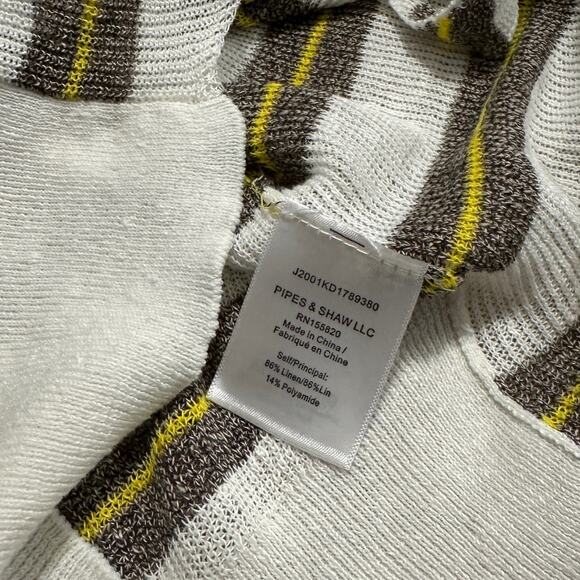 J2001KD1789380
PIPES & SHAW LLC
RN155820
Made in China /
Fabriqué en Chine
Self/Principal:
86% Linen/86%Lin
14% Polyamide